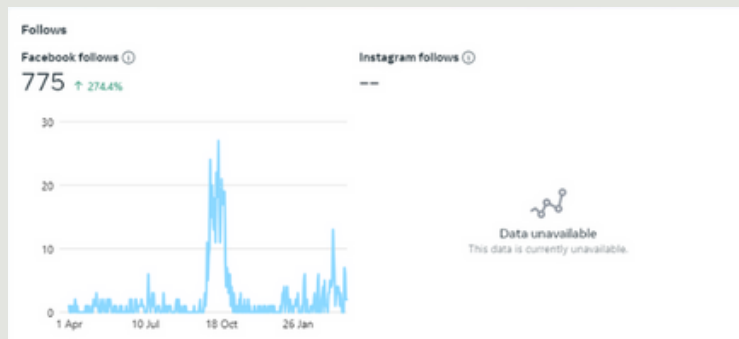 Follows
Facebook follows
775 ↑ 274.4%
30
20
10
0
1 Apr 10 Jul 18 Oct 26 Jan
Instagram follows
--
Data unavailable
This data is currently unavailable.